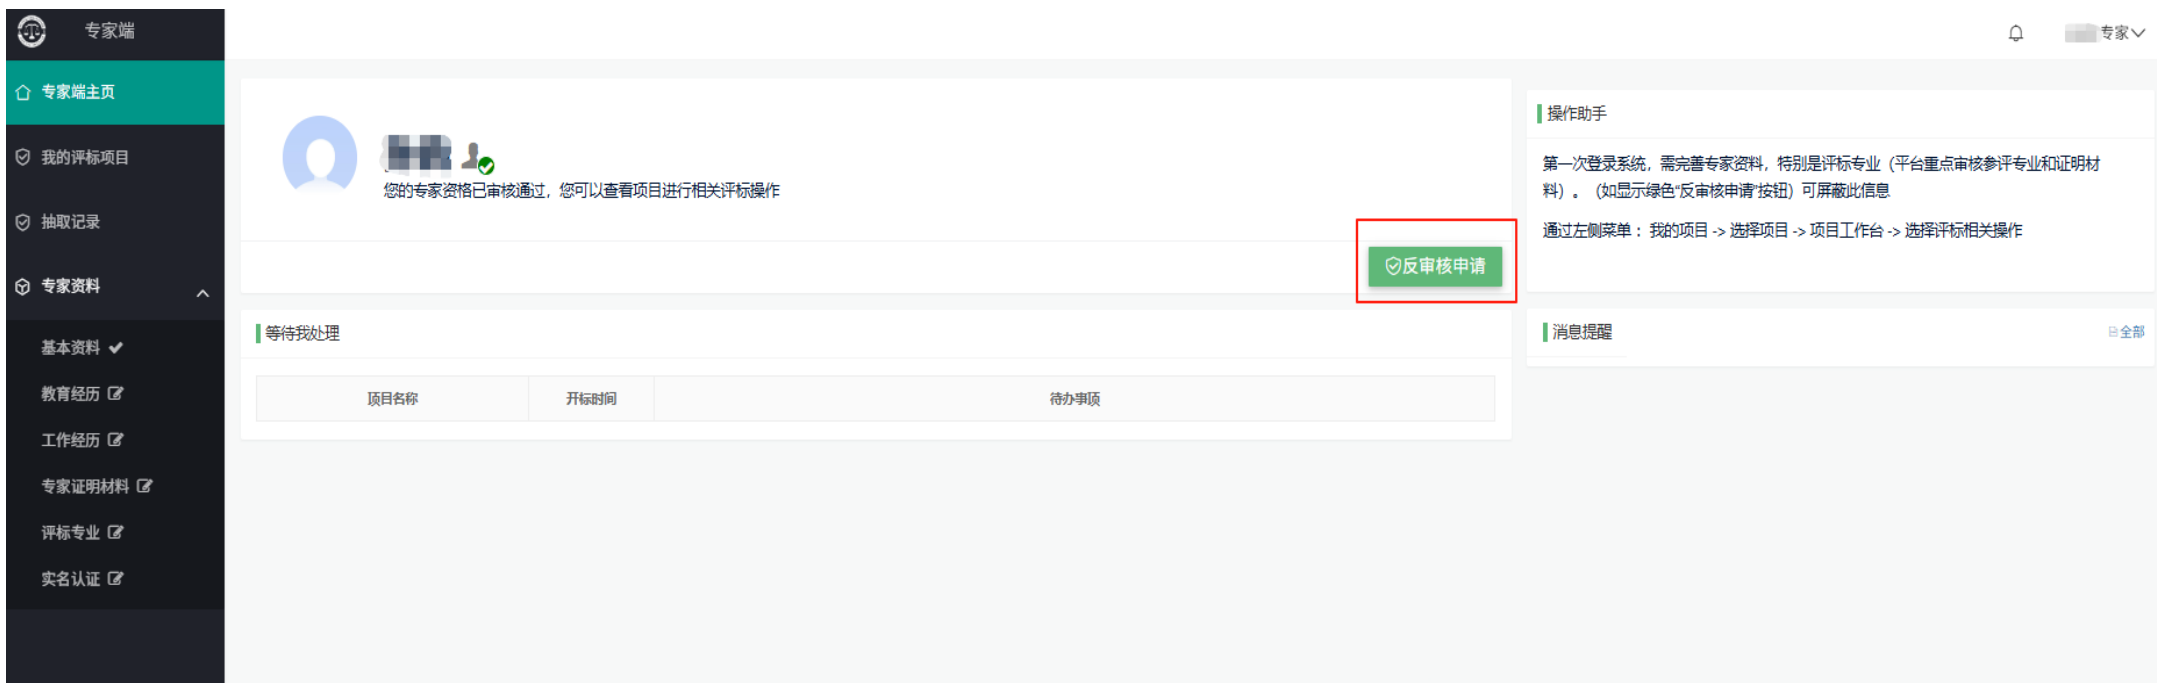 专家端
专家
专家端主页
我的评标项目
抽取记录
专家资料
基本资料
教育经历
工作经历
专家证明材料
评标专业
实名认证
您的专家资格已审核通过，您可以查看项目进行相关评标操作
反审核申请
等待我处理
项目名称 开标时间 待办事项
操作助手
第一次登录系统，需完善专家资料，特别是评标专业（平台重点审核参评专业和证明材
料）。（如显示绿色“反审核申请”按钮）可屏蔽此信息
通过左侧菜单：我的项目 -> 选择项目 -> 项目工作台 -> 选择评标相关操作
消息提醒
全部